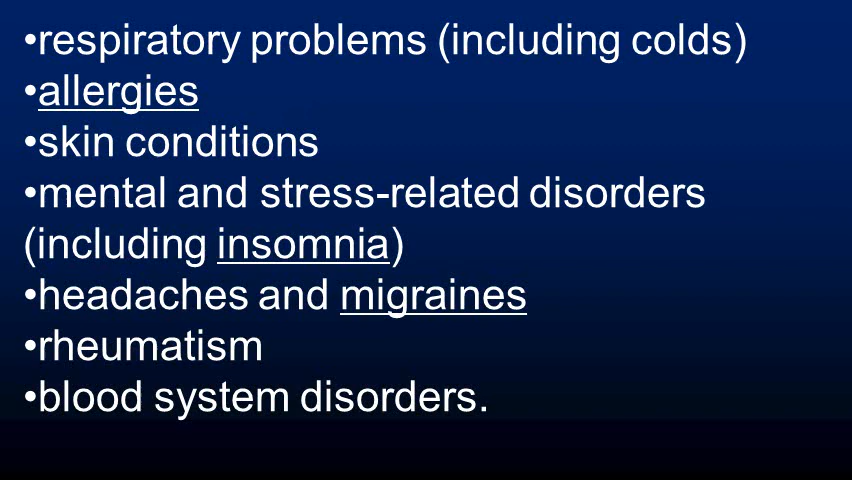 •respiratory problems (including colds)
•allergies
•skin conditions
•mental and stress-related disorders
(including insomnia)
•headaches and migraines
•rheumatism
•blood system disorders.